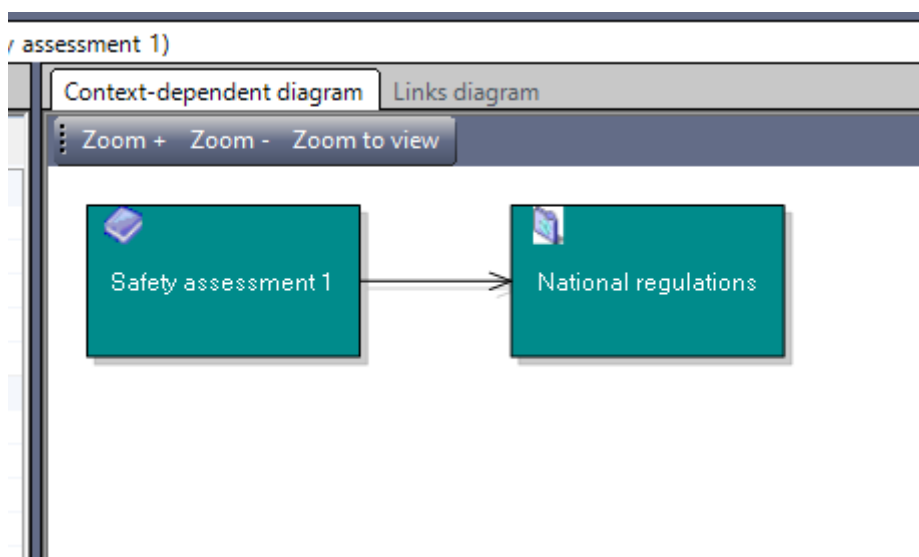 assessment 1)
Context-dependent diagram Links diagram
Zoom + Zoom - Zoom to view
Safety assessment 1
National regulations